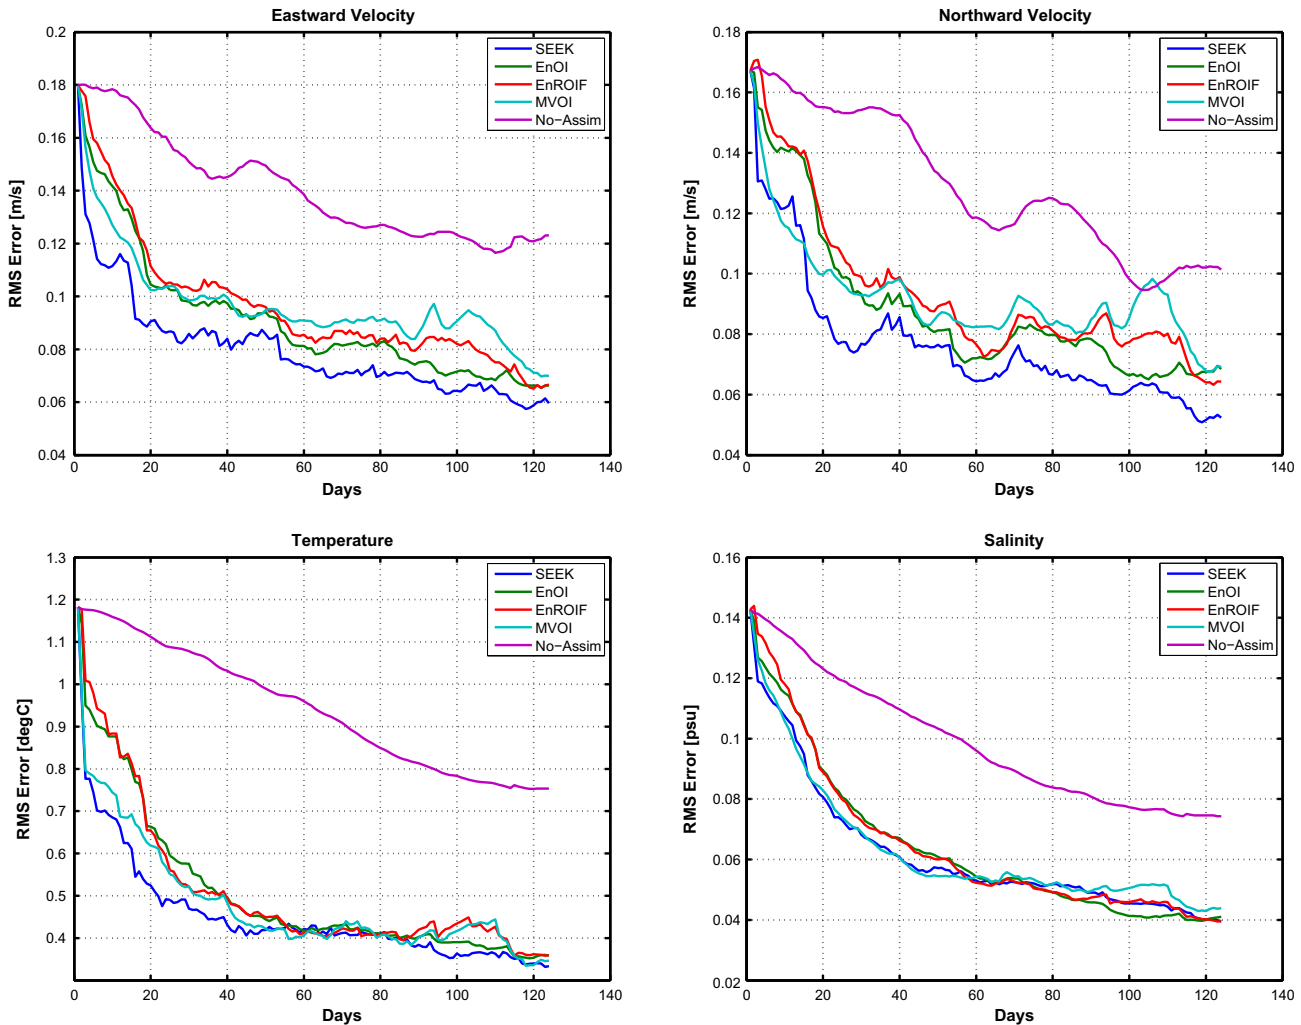 Eastward Velocity
0.2
0.18
0.16
0.14
0.12
0.1
0.08
0.06
0.04
RMS Error [m/s]
0 20 40 60 80 100 120 140
Days
SEEK
EnOI
EnROIF
MVOI
No−Assim
Northward Velocity
0.18
0.16
0.14
0.12
0.1
0.08
0.06
0.04
RMS Error [m/s]
0 20 40 60 80 100 120 140
Days
SEEK
EnOI
EnROIF
MVOI
No−Assim
Temperature
1.3
1.2
1.1
1
0.9
0.8
0.7
0.6
0.5
0.4
RMS Error [degC]
0 20 40 60 80 100 120 140
Days
SEEK
EnOI
EnROIF
MVOI
No−Assim
Salinity
0.16
0.14
0.12
0.1
0.08
0.06
0.04
0.02
RMS Error [psu]
0 20 40 60 80 100 120 140
Days
SEEK
EnOI
EnROIF
MVOI
No−Assim